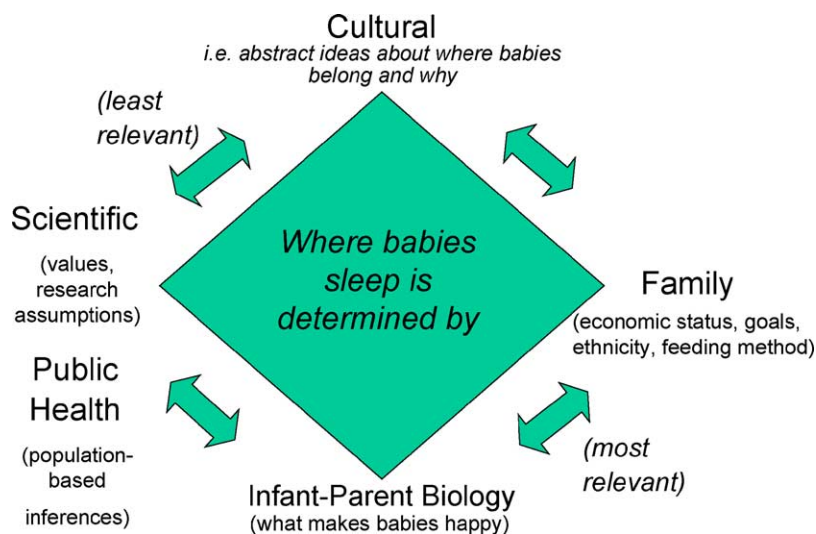 Cultural
i.e. abstract ideas about where babies
belong and why
(least
relevant)
Scientific
(values,
research
assumptions)
Where babies
sleep is
determined by
Family
(economic status, goals,
ethnicity, feeding method)
Public
Health
(population-
based
inferences)
(most
relevant)
Infant-Parent Biology
(what makes babies happy)